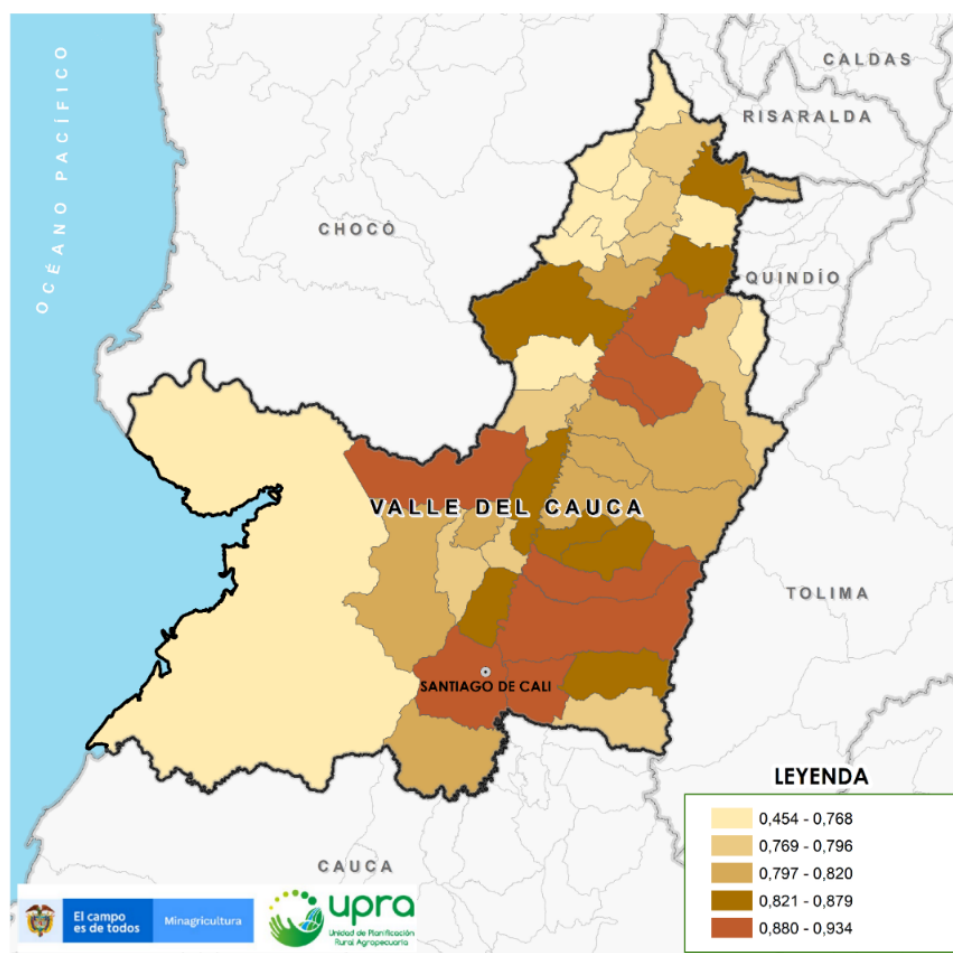 OCÉANO PACÍFICO
CALDAS
RISARALDA
CHOCÓ
QUINDÍO
VALLE DEL CAUCA
TOLIMA
SANTIAGO DE CALI
CAUCA
LEYENDA
0,454 - 0,768
0,769 - 0,796
0,797 - 0,820
0,821 - 0,879
0,880 - 0,934
El campo
es de todos
Minagricultura
upra
Unidad de Planificación
Rural Agropecuaria